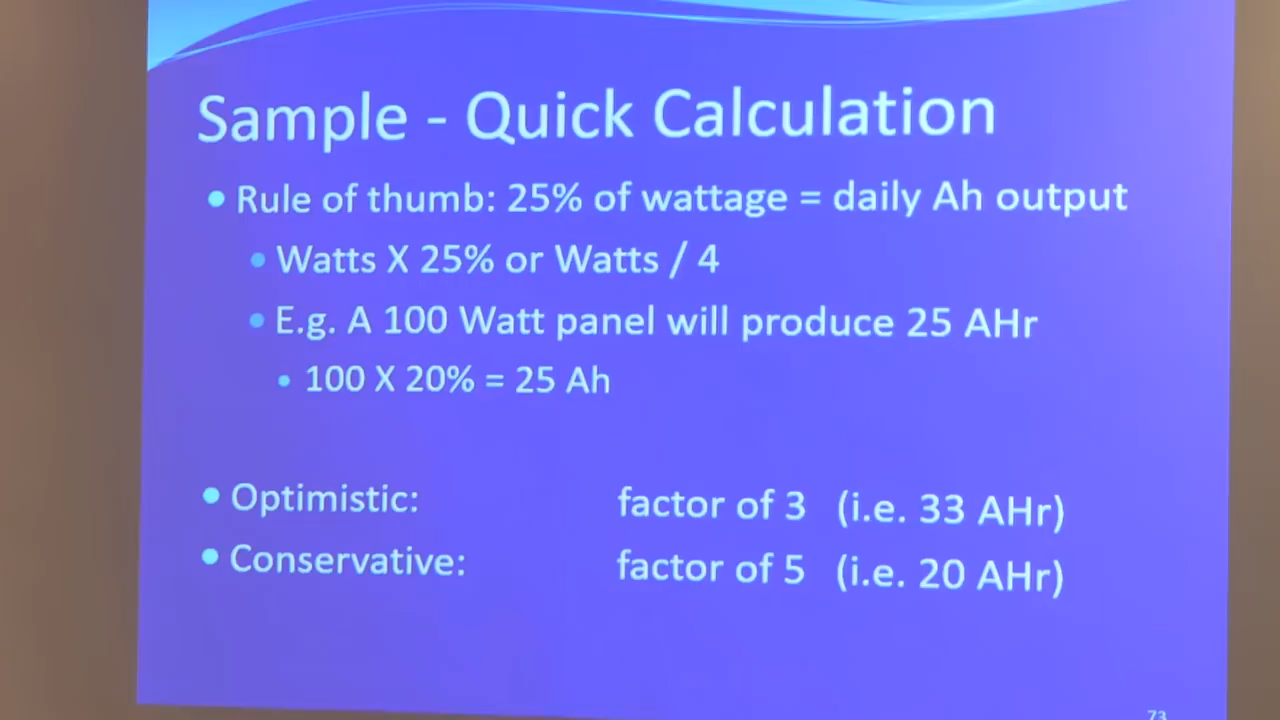 Sample - Quick Calculation
• Rule of thumb: 25% of wattage = daily Ah output
• Watts X 25% or Watts / 4
• E.g. A 100 Watt panel will produce 25 AHr
• 100 X 20% = 25 Ah
• Optimistic: factor of 3 (i.e. 33 AHr)
• Conservative: factor of 5 (i.e. 20 AHr)
73